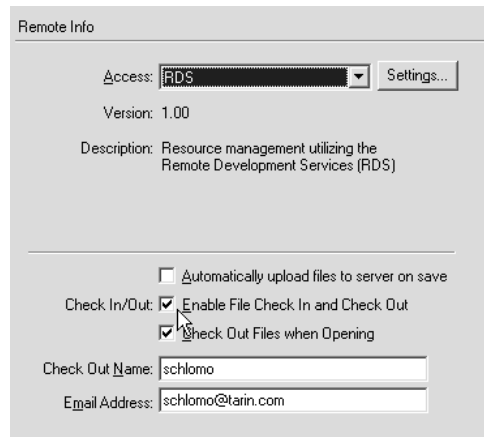 Remote Info
Access: RDS Settings...
Version: 1.00
Description: Resource management utilizing the
Remote Development Services (RDS)
Automatically upload files to server on save
Check In/Out: Enable File Check In and Check Out
Check Out Files when Opening
Check Out Name: schlomo
Email Address: schlomo@tarin.com